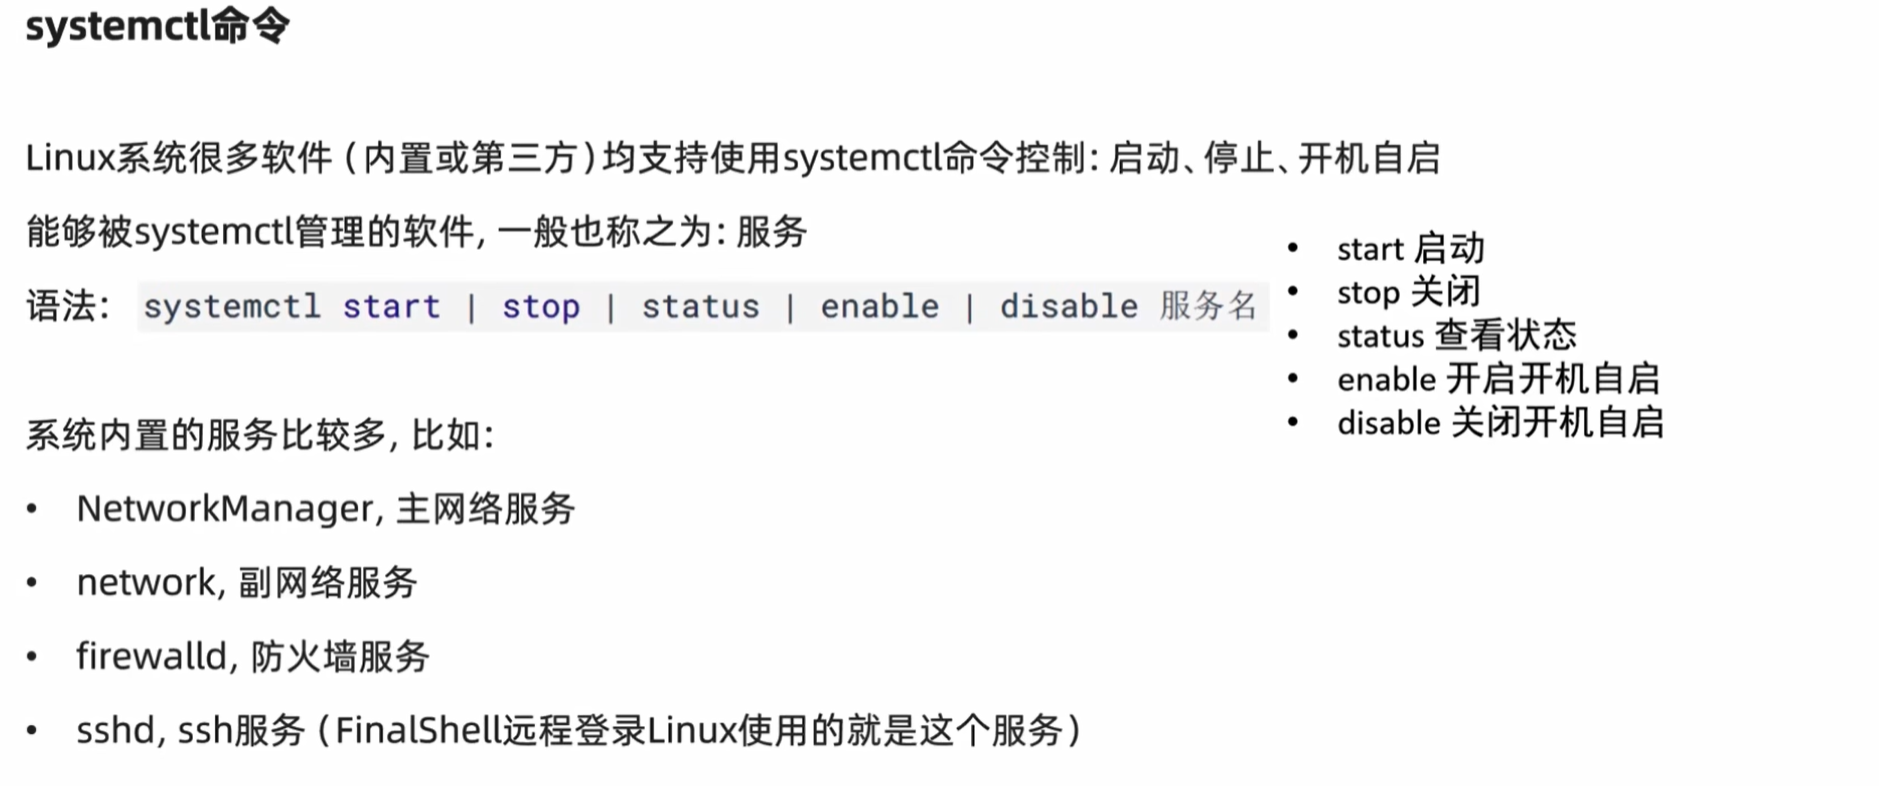 systemctl命令
Linux系统很多软件（内置或第三方）均支持使用systemctl命令控制：启动、停止、开机自启
能够被systemctl管理的软件，一般也称之为：服务
语法： systemctl start | stop | status | enable | disable 服务名
• start 启动
• stop 关闭
• status 查看状态
• enable 开启开机自启
• disable 关闭开机自启
系统内置的服务比较多，比如：
• NetworkManager, 主网络服务
• network, 副网络服务
• firewalld, 防火墙服务
• sshd, ssh服务（FinalShell远程登录Linux使用的就是这个服务）